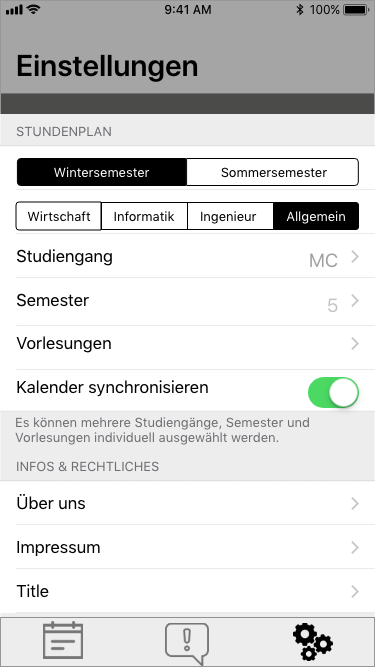 9:41 AM 100%
Einstellungen
STUNDENPLAN
Wintersemester Sommersemester
Wirtschaft Informatik Ingenieur Allgemein
Studiengang MC
Semester 5
Vorlesungen
Kalender synchronisieren
Es können mehrere Studiengänge, Semester und
Vorlesungen individuell ausgewählt werden.
INFOS & RECHTLICHES
Über uns
Impressum
Title